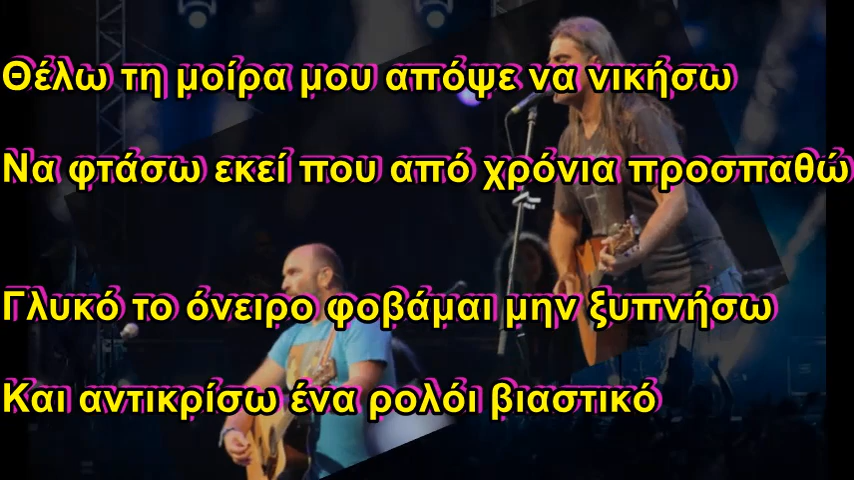 Θέλω τη μοίρα μου απόψε να νικήσω
Να φτάσω εκεί που από χρόνια προσπαθώ
Γλυκό το όνειρο φοβάμαι μην ξυπνήσω
Και αντικρίσω ένα ρολόι βιαστικό